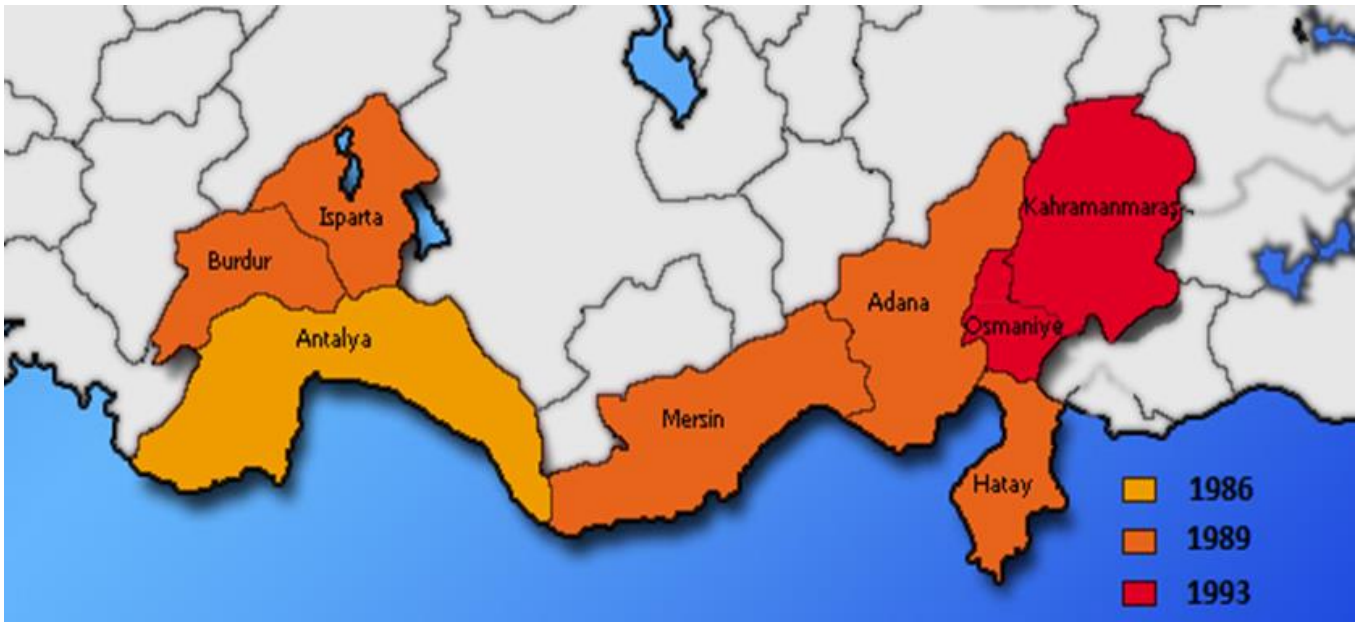 Kahramanmaraş
Isparta
Burdur
Adana
Osmaniye
Antalya
Mersin
Hatay
1986
1989
1993